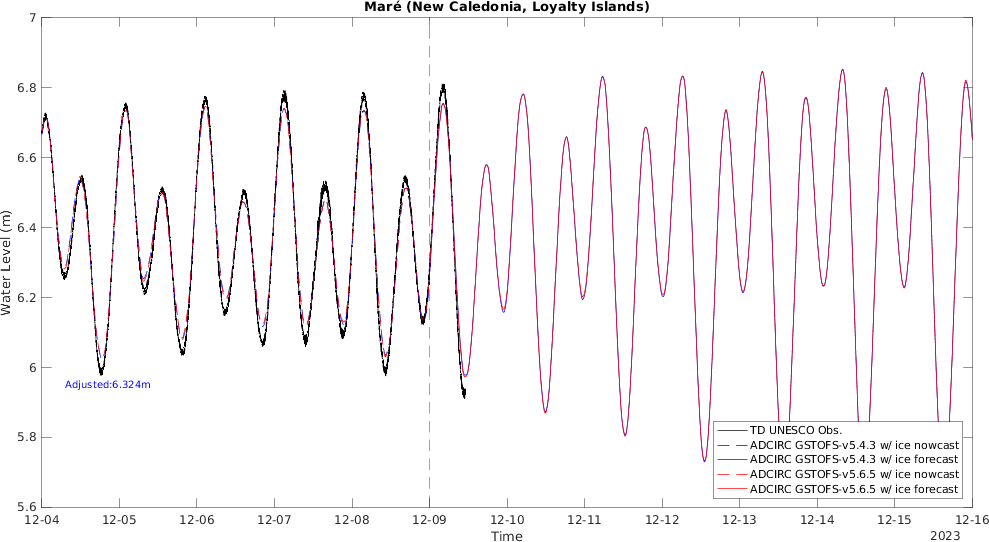 Maré (New Caledonia, Loyalty Islands)
7
6.8
6.6
6.4
6.2
6
5.8
5.6
Water Level (m)
Adjusted:6.324m
TD UNESCO Obs.
ADCIRC GSTOFS-v5.4.3 w/ ice nowcast
ADCIRC GSTOFS-v5.4.3 w/ ice forecast
ADCIRC GSTOFS-v5.6.5 w/ ice nowcast
ADCIRC GSTOFS-v5.6.5 w/ ice forecast
12-04 12-05 12-06 12-07 12-08 12-09 12-10 12-11 12-12 12-13 12-14 12-15 12-16
Time
2023